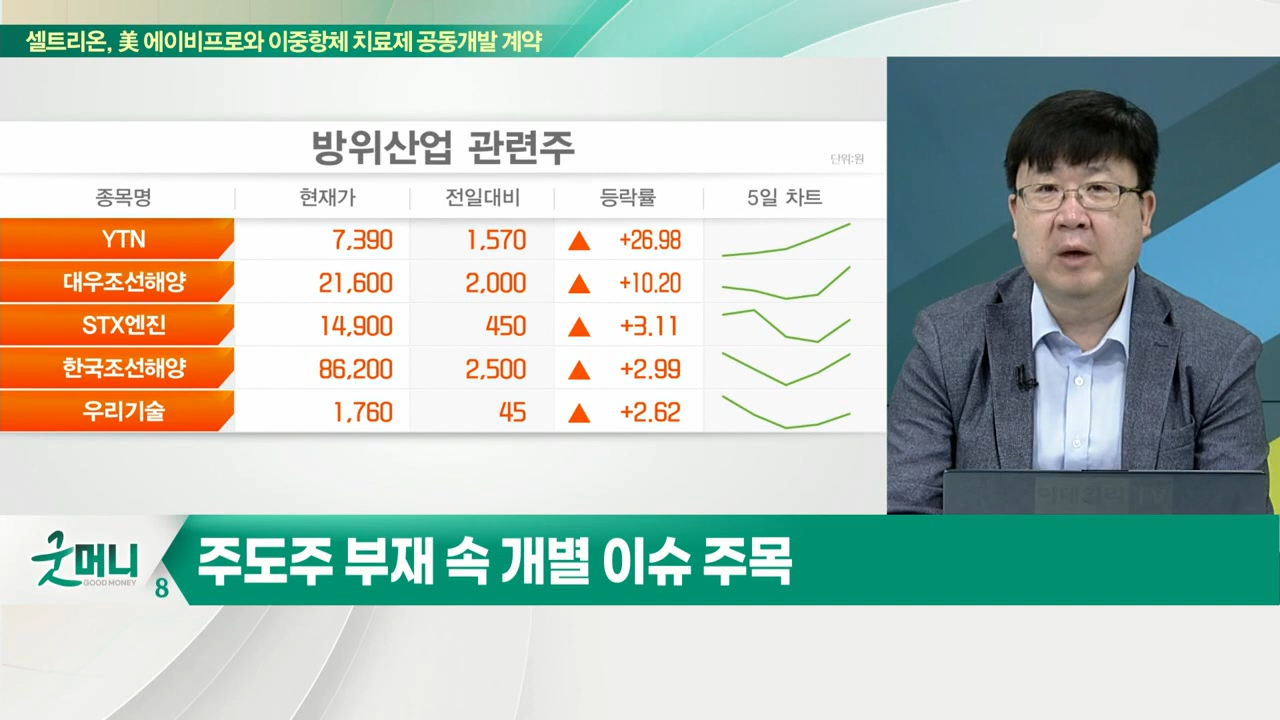 셀트리온, 美 에이비프로와 이중항체 치료제 공동개발 계약
방위산업 관련주
단위:원
종목명 현재가 전일대비 등락률 5일 차트
YTN 7,390 1,570 ▲ +26.98
대우조선해양 21,600 2,000 ▲ +10.20
STX엔진 14,900 450 ▲ +3.11
한국조선해양 86,200 2,500 ▲ +2.99
우리기술 1,760 45 ▲ +2.62
이데일리TV
굿머니
GOOD MONEY
8
주도주 부재 속 개별 이슈 주목